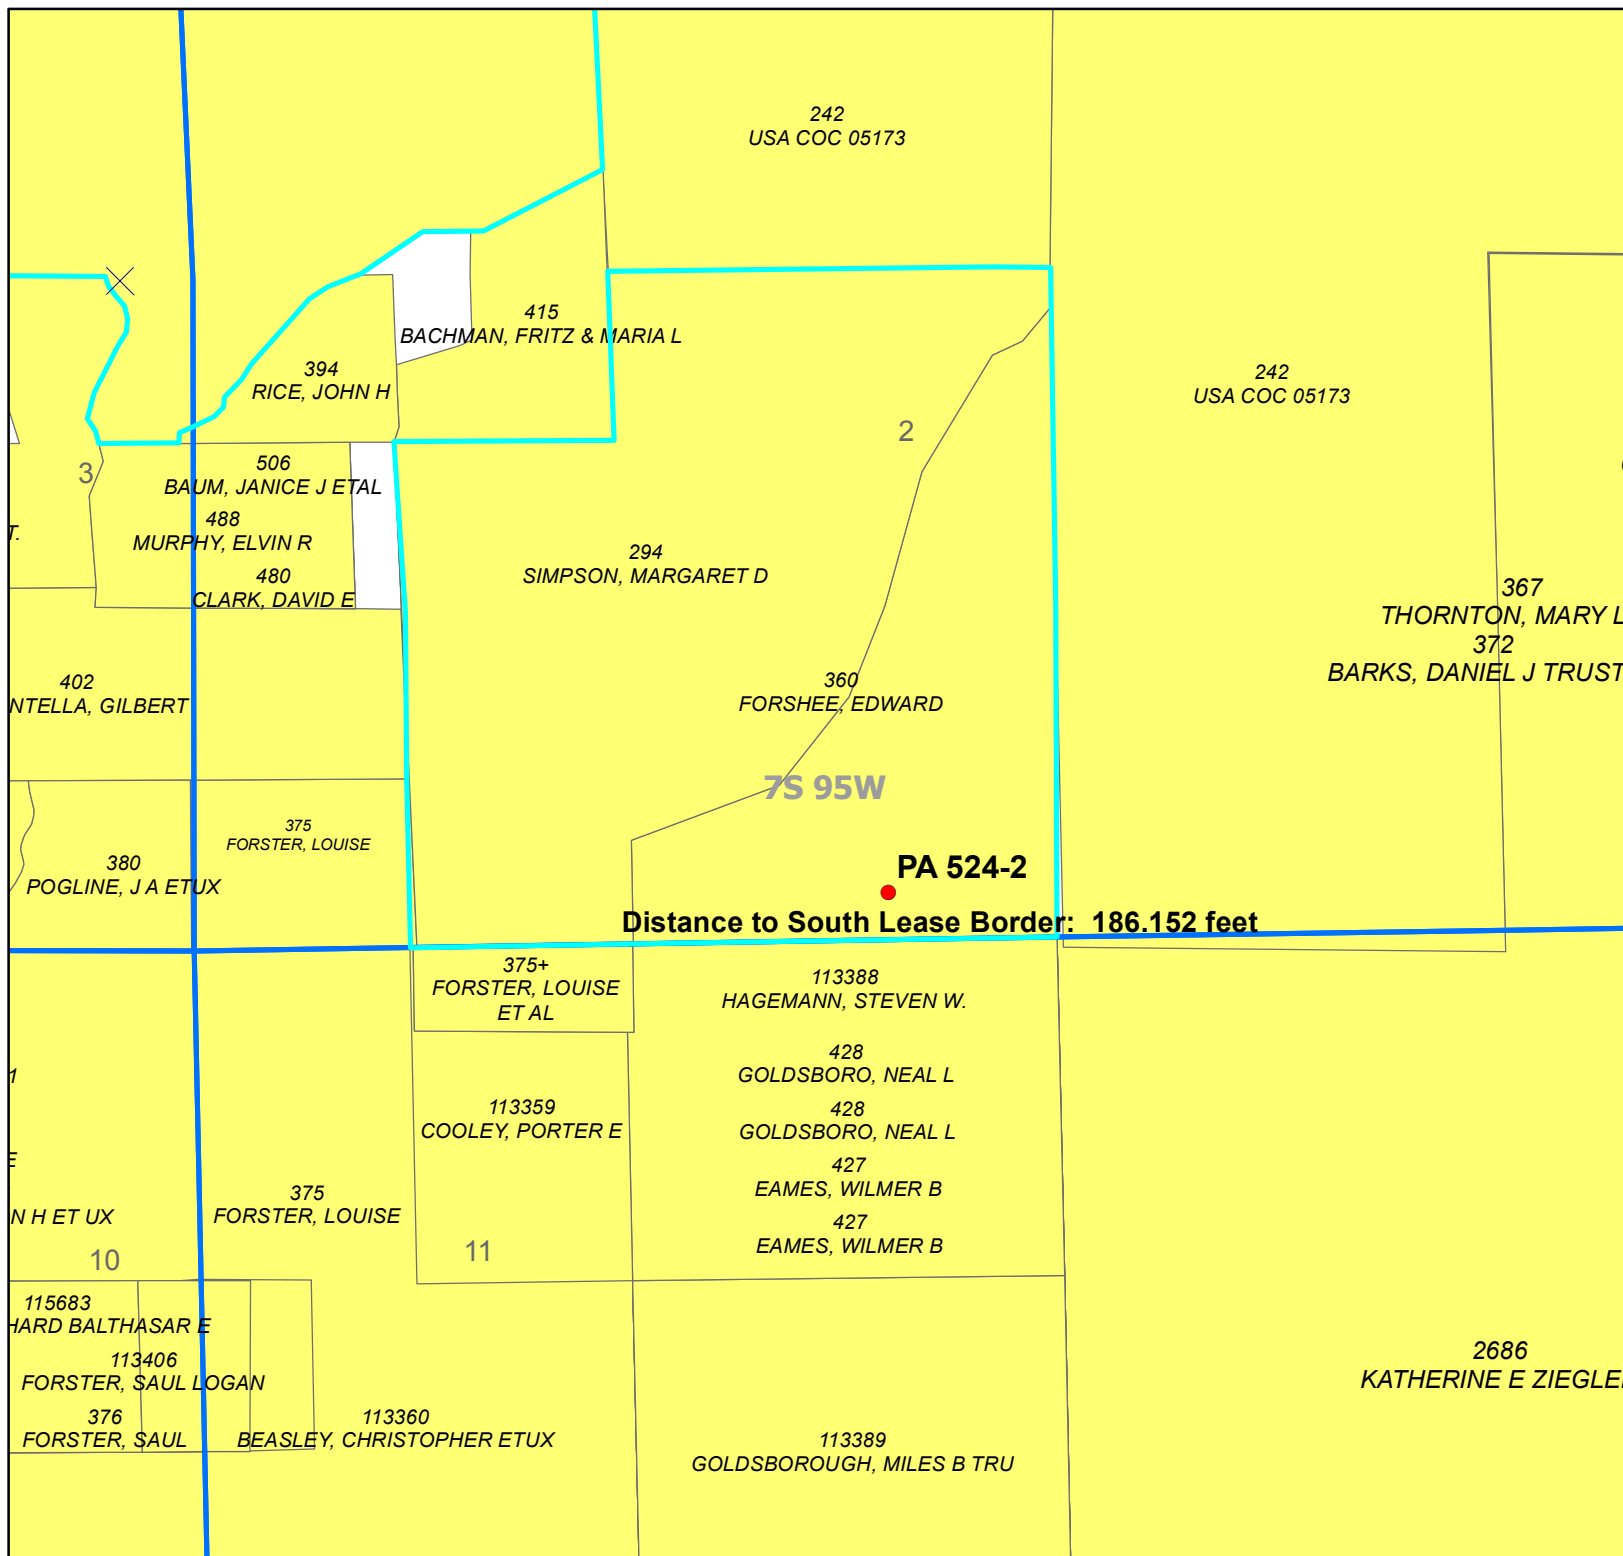 242
USA COC 05173
415
BACHMAN, FRITZ & MARIA L
394
RICE, JOHN H
242
USA COC 05173
2
3
506
BAUM, JANICE J ETAL
488
MURPHY, ELVIN R
480
CLARK, DAVID E
T.
294
SIMPSON, MARGARET D
367
THORNTON, MARY L
372
BARKS, DANIEL J TRUST
402
NTELLA, GILBERT
360
FORSHEE, EDWARD
7S 95W
375
FORSTER, LOUISE
380
POGLINE, J A ETUX
PA 524-2
Distance to South Lease Border: 186.152 feet
375+
FORSTER, LOUISE
ET AL
113388
HAGEMANN, STEVEN W.
428
GOLDSBORO, NEAL L
1
113359
COOLEY, PORTER E
428
GOLDSBORO, NEAL L
E
427
EAMES, WILMER B
375
FORSTER, LOUISE
N H ET UX
427
EAMES, WILMER B
10
11
115683
HARD BALTHASAR E
113406
FORSTER, SAUL LOGAN
376
FORSTER, SAUL
113360
BEASLEY, CHRISTOPHER ETUX
113389
GOLDSBOROUGH, MILES B TRU
2686
KATHERINE E ZIEGLE